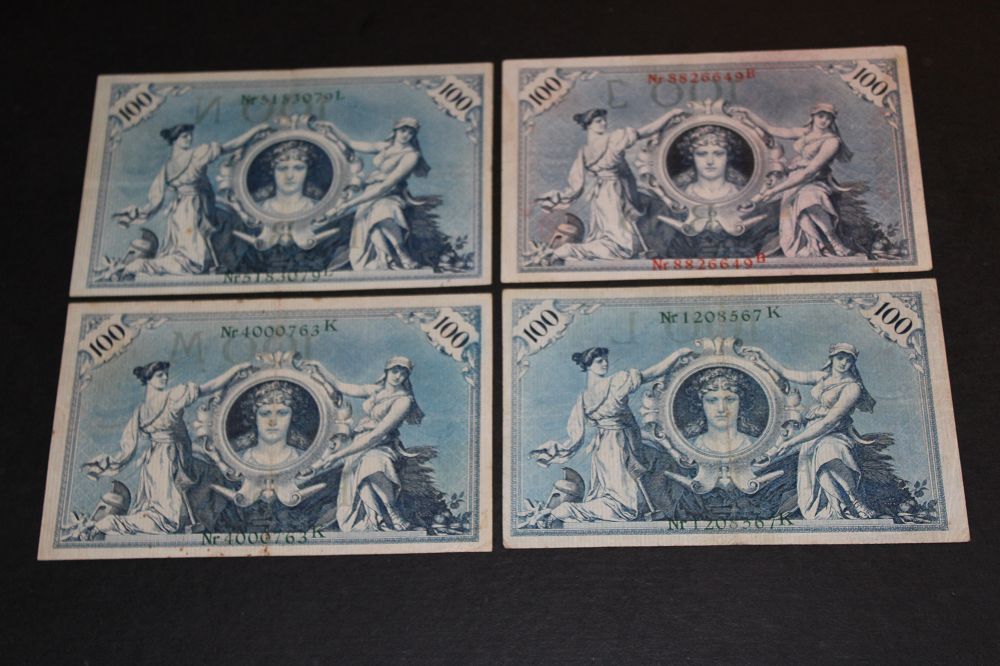 100 Nr 5183079 L 100
Nr 5183079 L
100 Nr 8826649 B 100
Nr 8826649 B
100 Nr 4000763 K 100
Nr 4000763 K
100 Nr 1208567 K 100
Nr 1208567 K